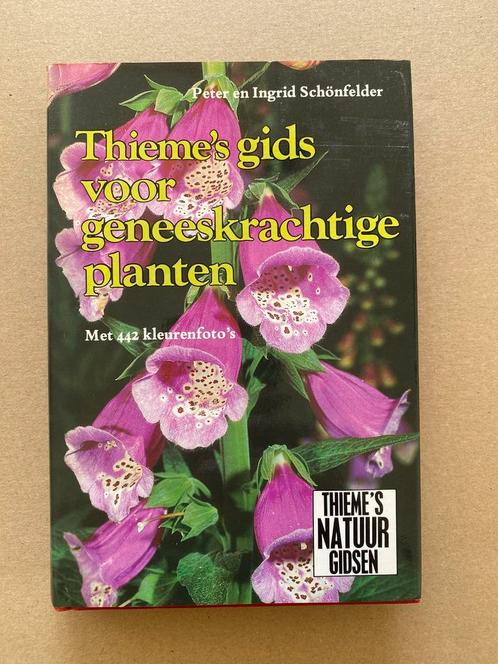 Peter en Ingrid Schönfelder
Thieme's gids
voor
geneeskrachtige
planten
Met 442 kleurenfoto's
THIEME'S
NATUUR
GIDSEN